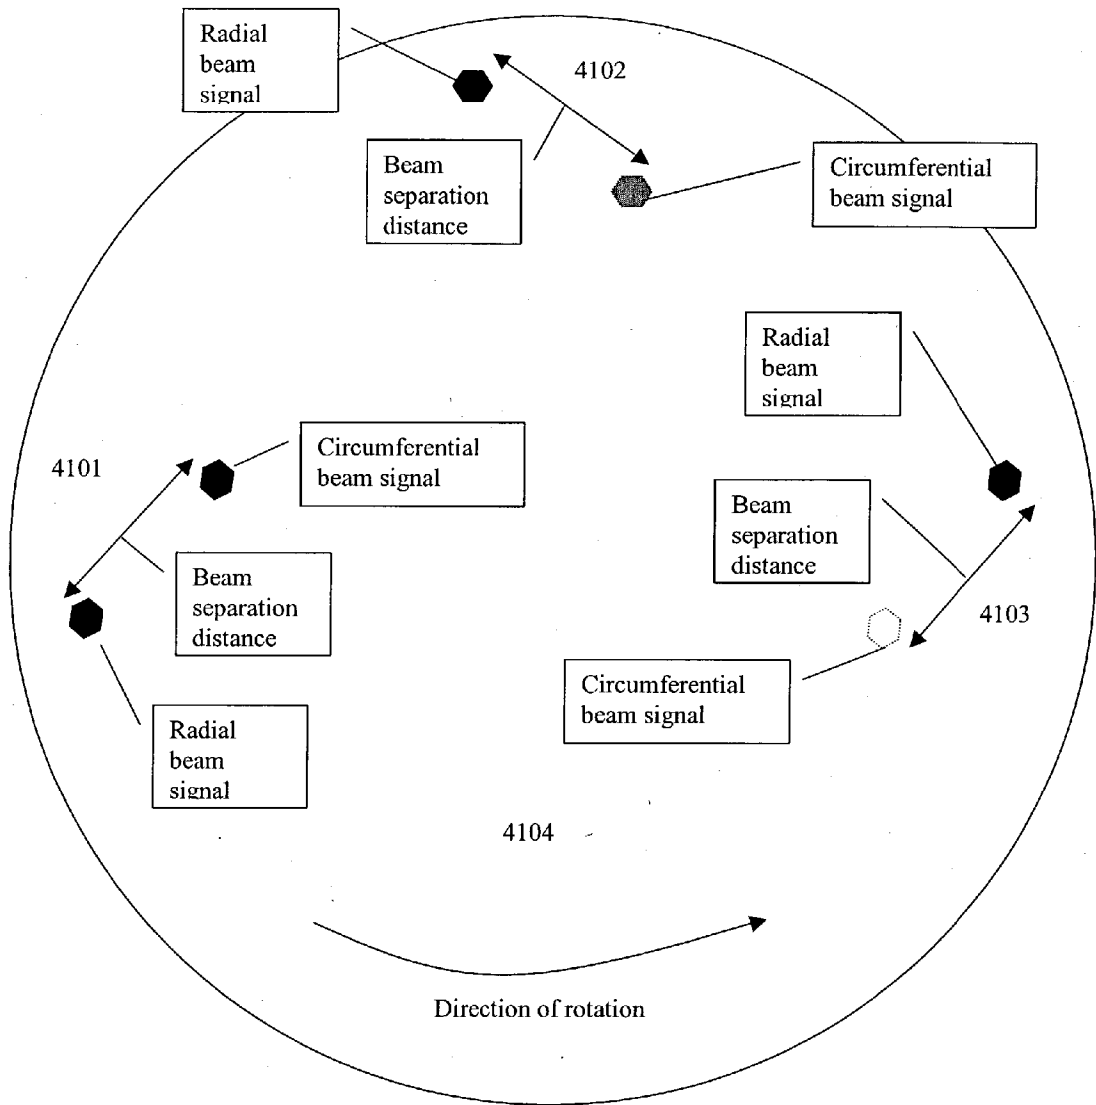 Radial
beam
signal
4102
Beam
separation
distance
Circumferential
beam signal
Radial
beam
signal
4101
Circumferential
beam signal
Beam
separation
distance
Beam
separation
distance
4103
Circumferential
beam signal
Radial
beam
signal
4104
Direction of rotation